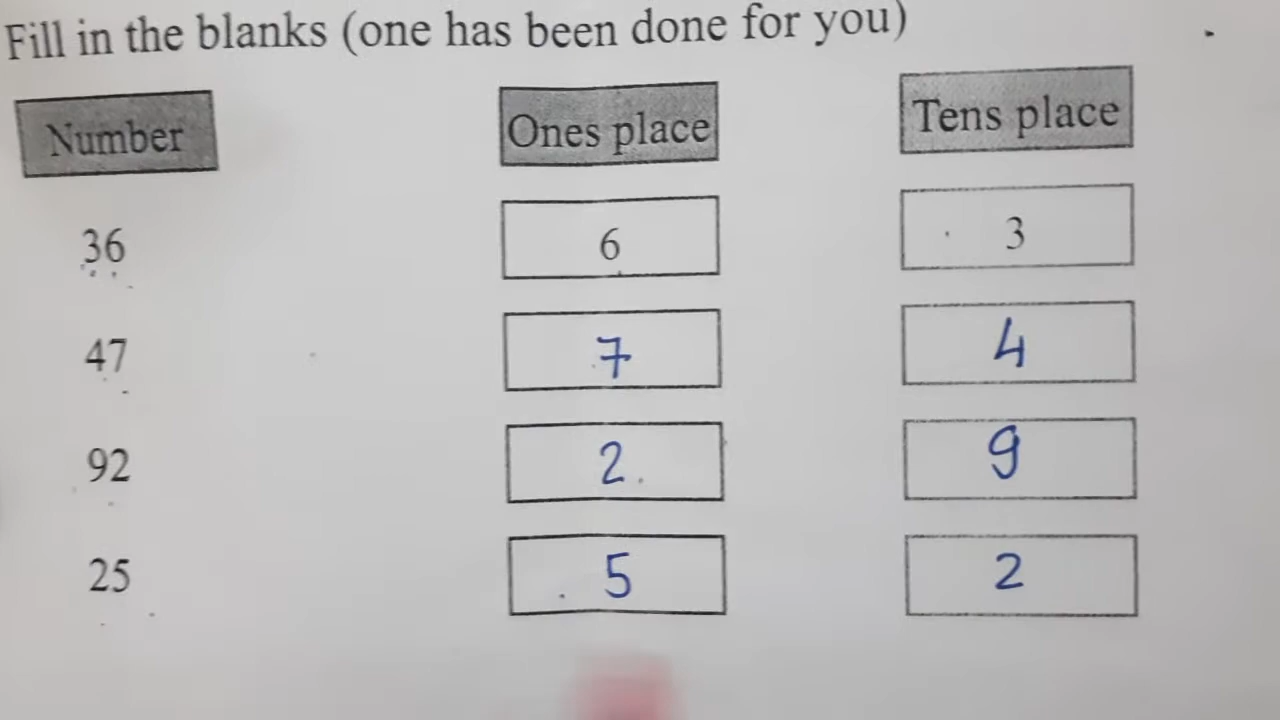 Fill in the blanks (one has been done for you)
Number Ones place Tens place
36 6 3
47 7 4
92 2 9
25 5 2